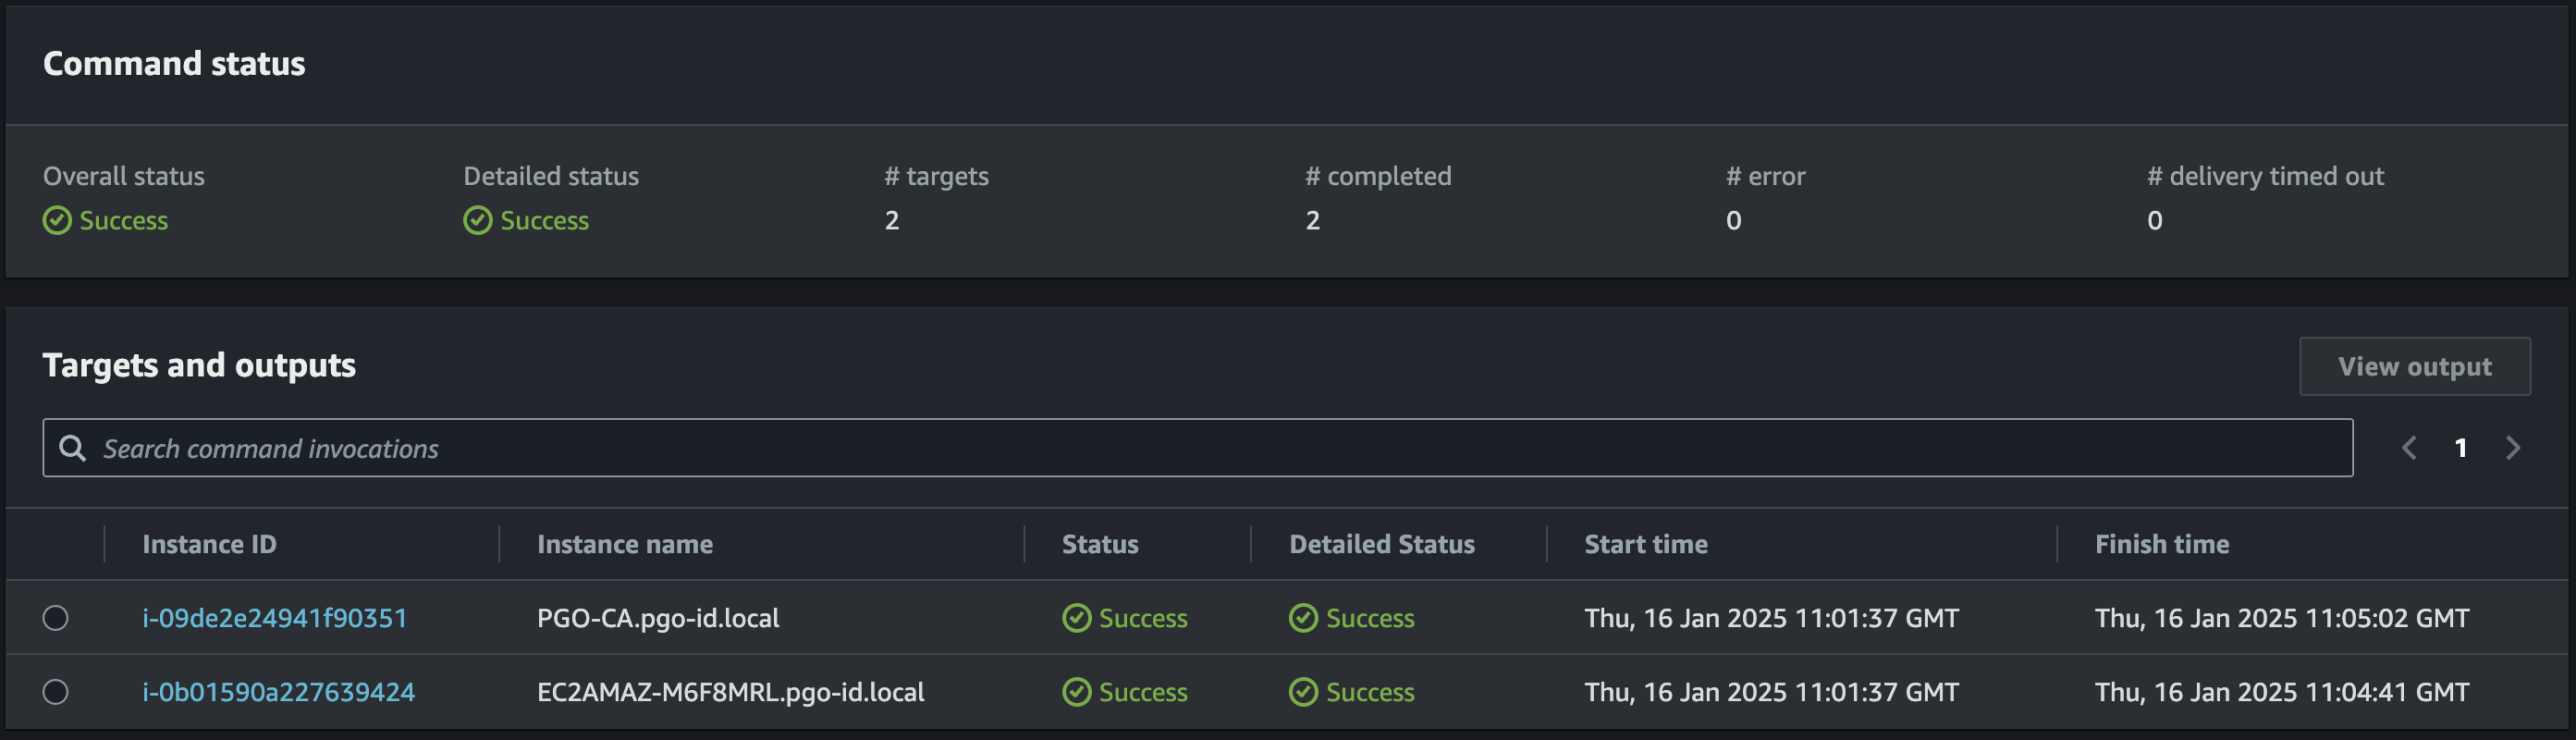 Command status
Overall status Detailed status # targets # completed # error # delivery timed out
Success Success 2 2 0 0
Targets and outputs View output
Search command invocations 1
Instance ID Instance name Status Detailed Status Start time Finish time
i-09de2e24941f90351 PGO-CA.pgo-id.local Success Success Thu, 16 Jan 2025 11:01:37 GMT Thu, 16 Jan 2025 11:05:02 GMT
i-0b01590a227639424 EC2AMAZ-M6F8MRL.pgo-id.local Success Success Thu, 16 Jan 2025 11:01:37 GMT Thu, 16 Jan 2025 11:04:41 GMT